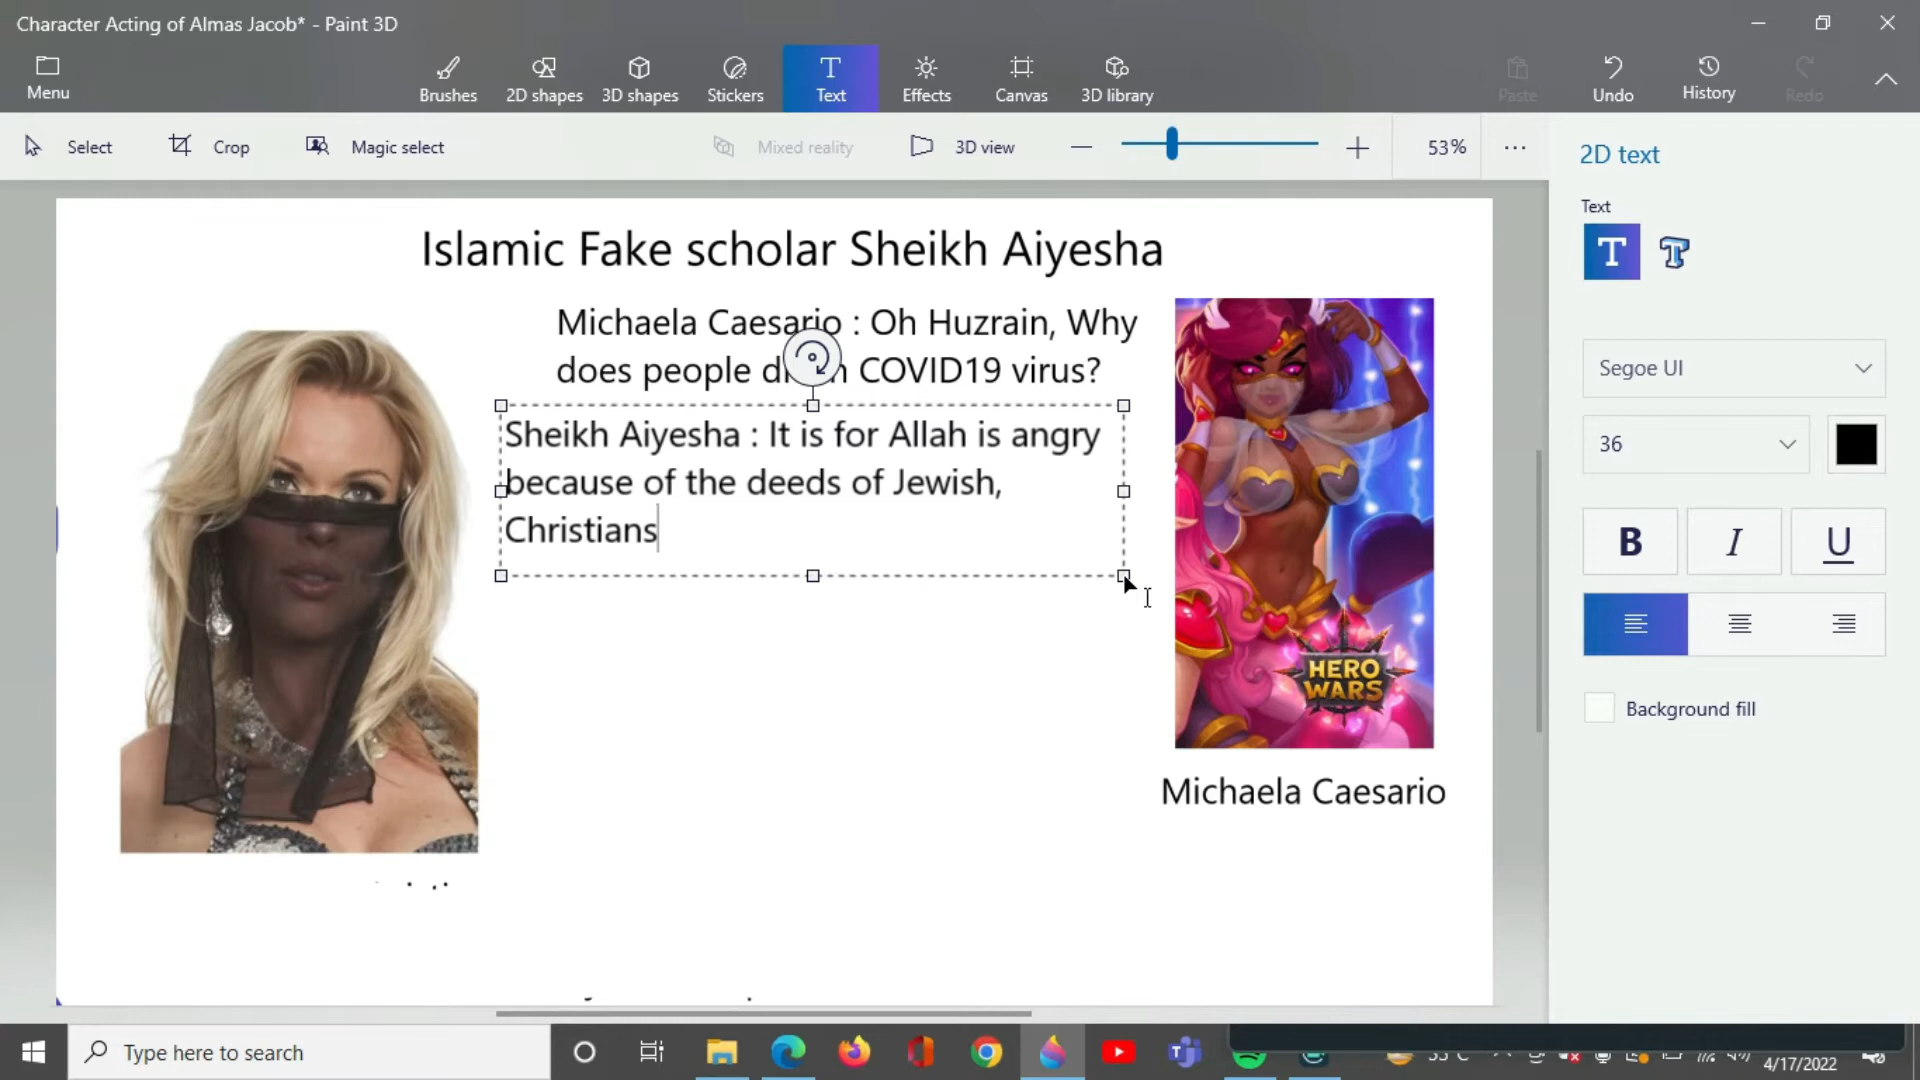 Character Acting of Almas Jacob* - Paint 3D
Menu
Brushes
2D shapes
3D shapes
Stickers
Text
Effects
Canvas
3D library
Paste
Undo
History
Redo
Select
Crop
Magic select
Mixed reality
3D view
53%
2D text
Text
Segoe UI
36
B
I
U
Background fill
Islamic Fake scholar Sheikh Aiyesha
Michaela Caesario : Oh Huzrain, Why
does people COVID19 virus?
Sheikh Aiyesha : It is for Allah is angry
because of the deeds of Jewish,
Christians
HERO
WARS
Michaela Caesario
Type here to search
4/17/2022